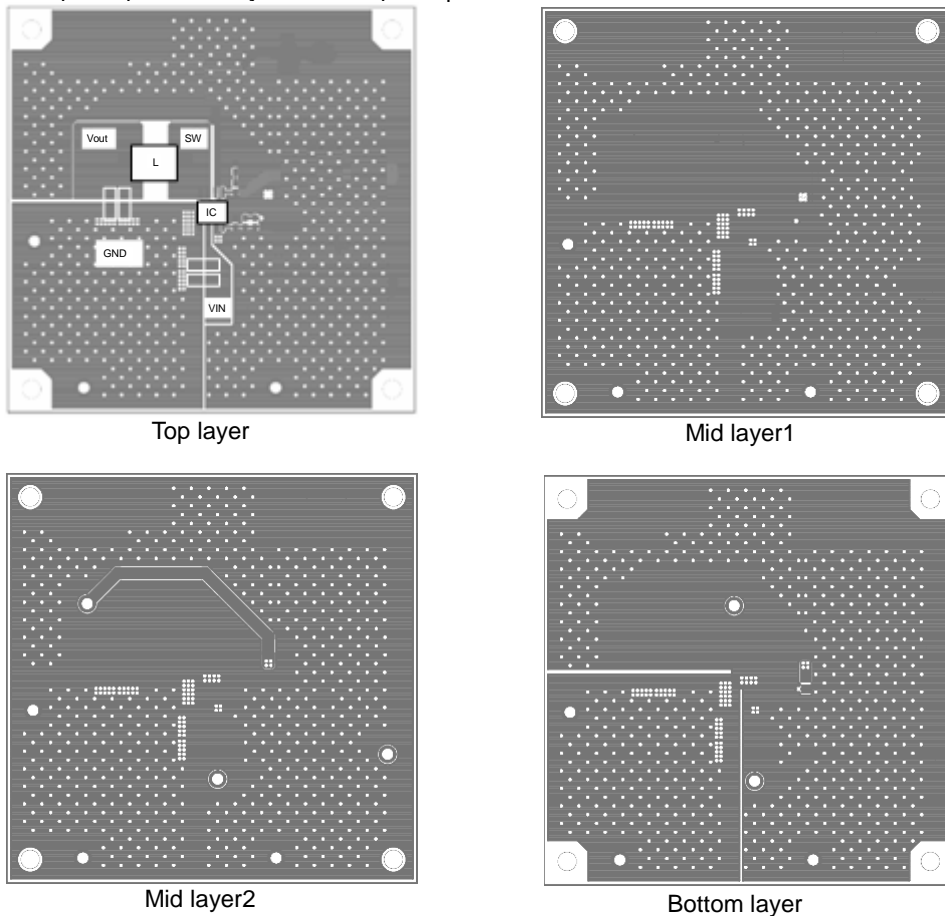 Vout
SW
L
IC
GND
VIN
Top layer
Mid layer1
Mid layer2
Bottom layer